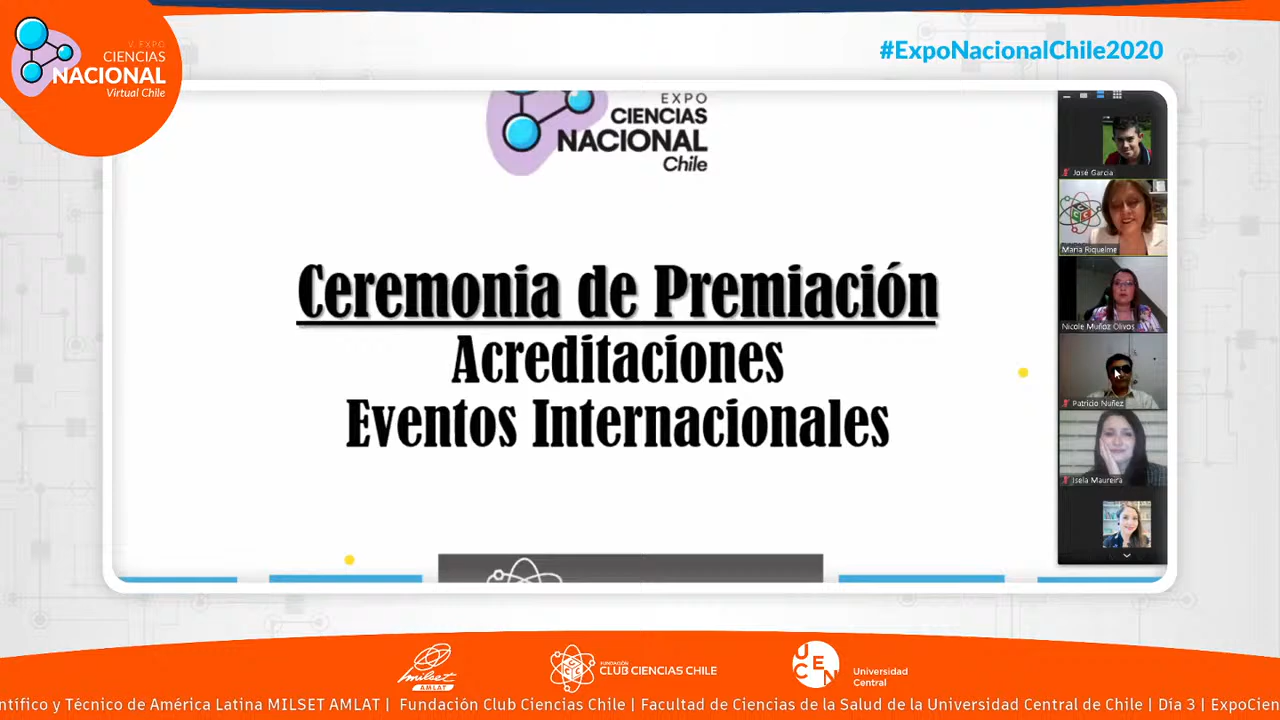 V. EXPO
CIENCIAS
NACIONAL
Virtual Chile
#ExpoNacionalChile2020
EXPO
CIENCIAS
NACIONAL
Chile
Ceremonia de Premiación
Acreditaciones
Eventos Internacionales
José García
María Riquelme
Nicole Muñoz Olivos
Patricio Nuñez
Isela Maureira
milset
AMLAT
FUNDACIÓN
CLUB CIENCIAS CHILE
UCEN
Universidad
Central
ntífico y Técnico de América Latina MILSET AMLAT | Fundación Club Ciencias Chile | Facultad de Ciencias de la Salud de la Universidad Central de Chile | Día 3 | ExpoCien